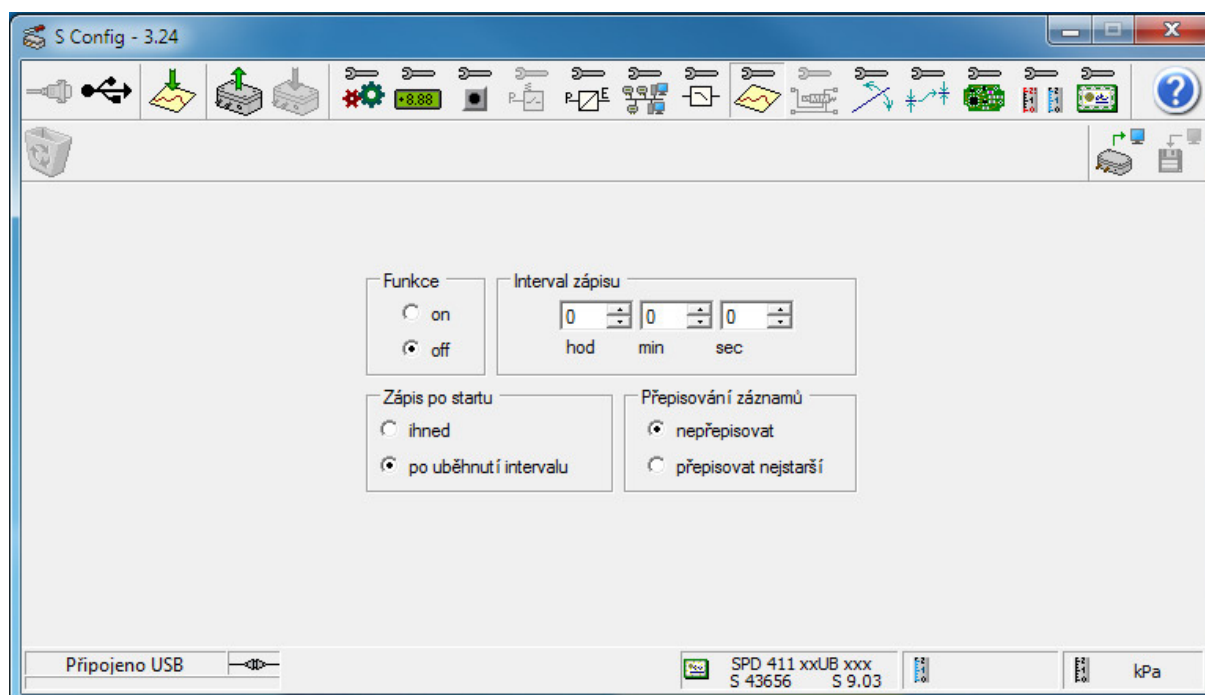 S Config - 3.24
+8.88
P
P E
?
Funkce
on
off
Interval zápisu
0 0 0
hod min sec
Zápis po startu
ihned
po uběhnutí intervalu
Přepisování záznamů
nepřepisovat
přepisovat nejstarší
Připojeno USB
SPD 411 xxUB xxx
S 43656 S 9.03
kPa